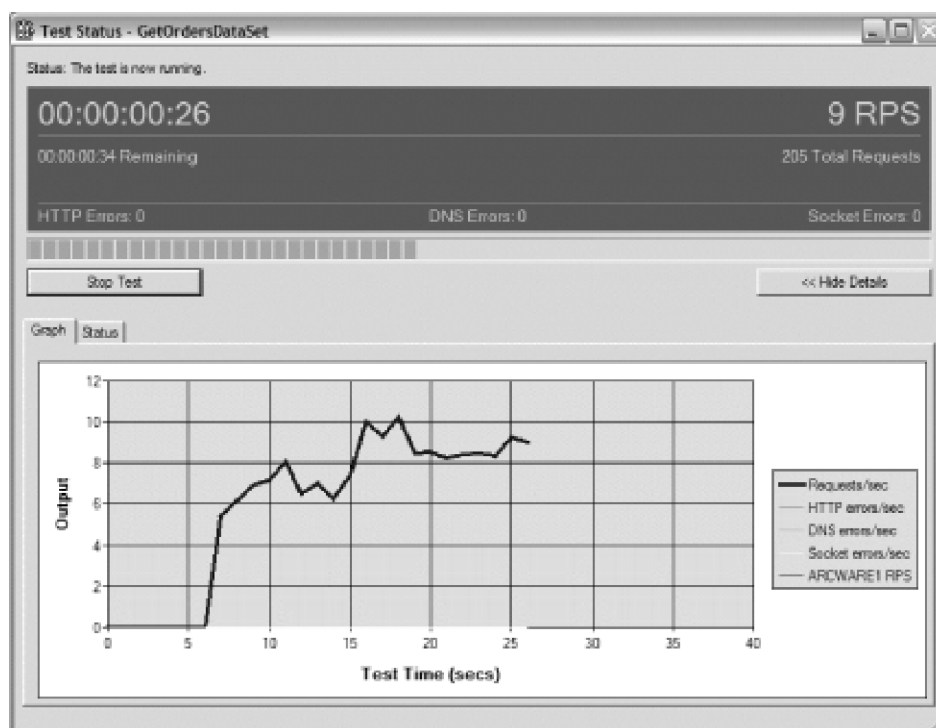 Test Status - GetOrdersDataSet
Status: The test is now running.
00:00:00:26
9 RPS
00:00:00:34 Remaining
205 Total Requests
HTTP Errors: 0
DNS Errors: 0
Socket Errors: 0
Stop Test
<< Hide Details
Graph
Status
12
10
8
6
4
2
0
Output
0 5 10 15 20 25 30 35 40
Test Time (secs)
Requests/sec
HTTP errors/sec
DNS errors/sec
Socket errors/sec
ARCWARE1 RPS